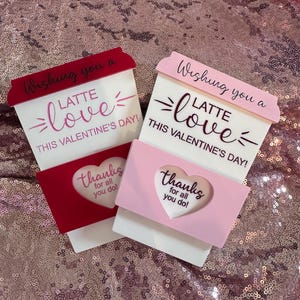 Wishing you a
LATTE
love
THIS VALENTINE'S DAY!
thanks
for all
you do!
Wishing you a
LATTE
love
THIS VALENTINE'S DAY!
thanks
for all
you do!